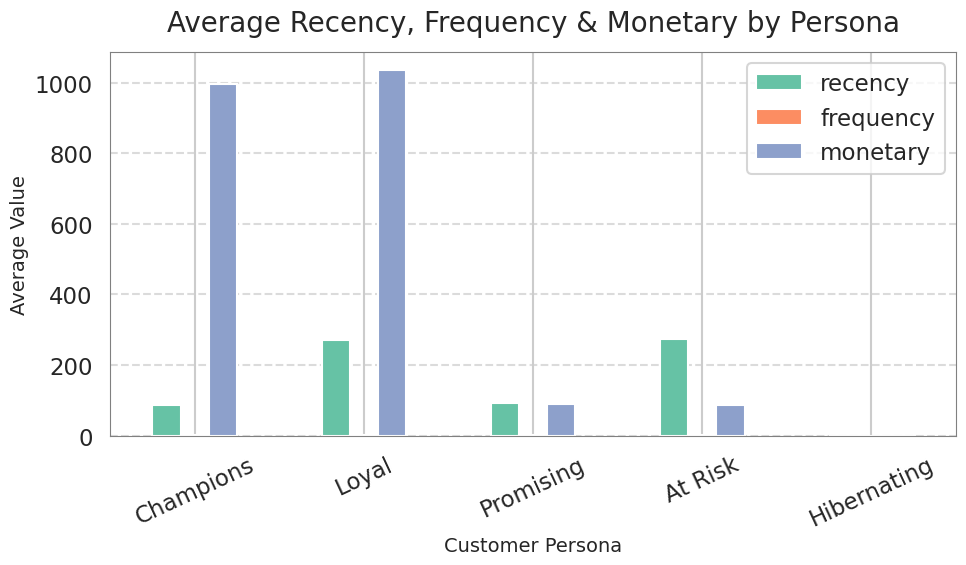 Average Recency, Frequency & Monetary by Persona
recency
frequency
monetary
Average Value
1000
800
600
400
200
0
Champions
Loyal
Promising
At Risk
Hibernating
Customer Persona